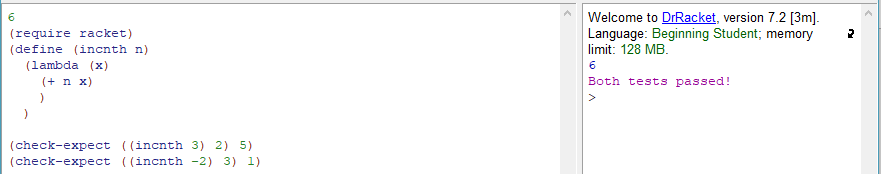 6
(require racket)
(define (incnth n)
  (lambda (x)
    (+ n x)
    )
  )
(check-expect ((incnth 3) 2) 5)
(check-expect ((incnth -2) 3) 1)
Welcome to DrRacket, version 7.2 [3m].
Language: Beginning Student; memory
limit: 128 MB.
6
Both tests passed!
>